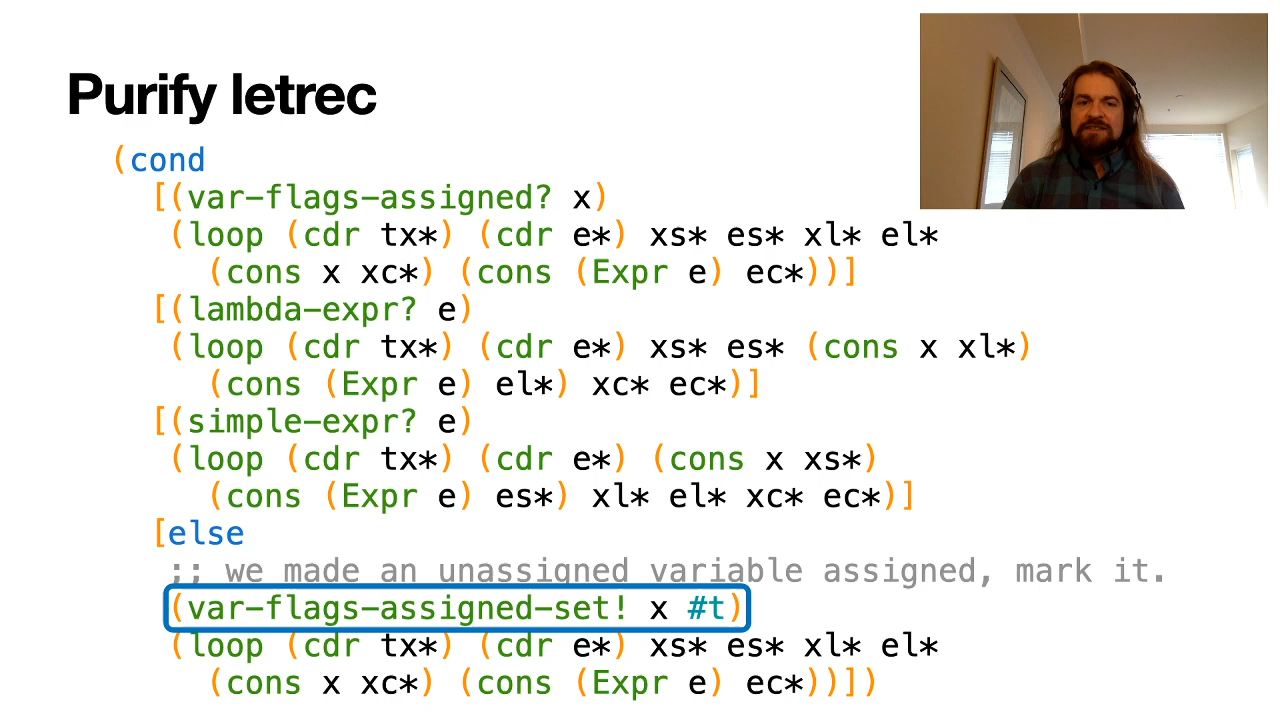 Purify letrec
(cond
[(var-flags-assigned? x)
(loop (cdr tx*) (cdr e*) xs* es* xl* el*
(cons x xc*) (cons (Expr e) ec*))]
[(lambda-expr? e)
(loop (cdr tx*) (cdr e*) xs* es* (cons x xl*)
(cons (Expr e) el*) xc* ec*)]
[(simple-expr? e)
(loop (cdr tx*) (cdr e*) (cons x xs*)
(cons (Expr e) es*) xl* el* xc* ec*)]
[else
;; we made an unassigned variable assigned, mark it.
(var-flags-assigned-set! x #t)
(loop (cdr tx*) (cdr e*) xs* es* xl* el*
(cons x xc*) (cons (Expr e) ec*))])